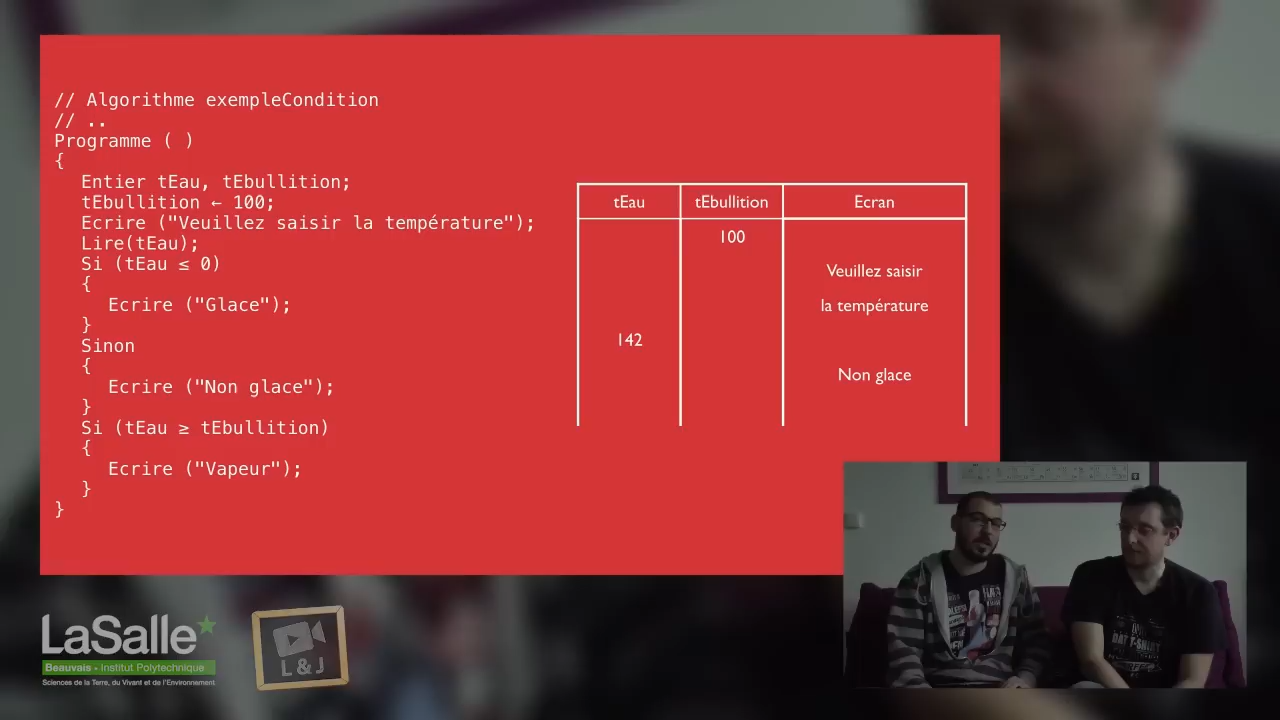 // Algorithme exempleCondition
// ..
Programme ( )
{
Entier tEau, tEbullition;
tEbullition ← 100;
Ecrire ("Veuillez saisir la température");
Lire(tEau);
Si (tEau ≤ 0)
{
Ecrire ("Glace");
}
Sinon
{
Ecrire ("Non glace");
}
Si (tEau ≥ tEbullition)
{
Ecrire ("Vapeur");
}
}
tEau tEbullition Ecran
100
Veuillez saisir
la température
142
Non glace
LaSalle
Beauvais - Institut Polytechnique
Sciences de la Terre, du Vivant et de l'Environnement
L & J